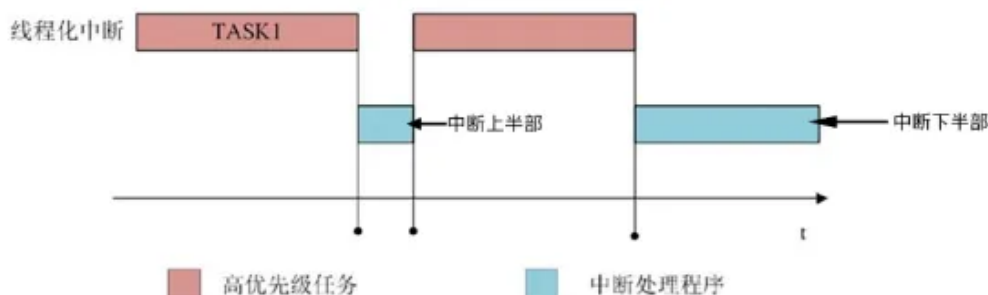 线程化中断
TASK1
中断上半部
中断下半部
t
高优先级任务
中断处理程序